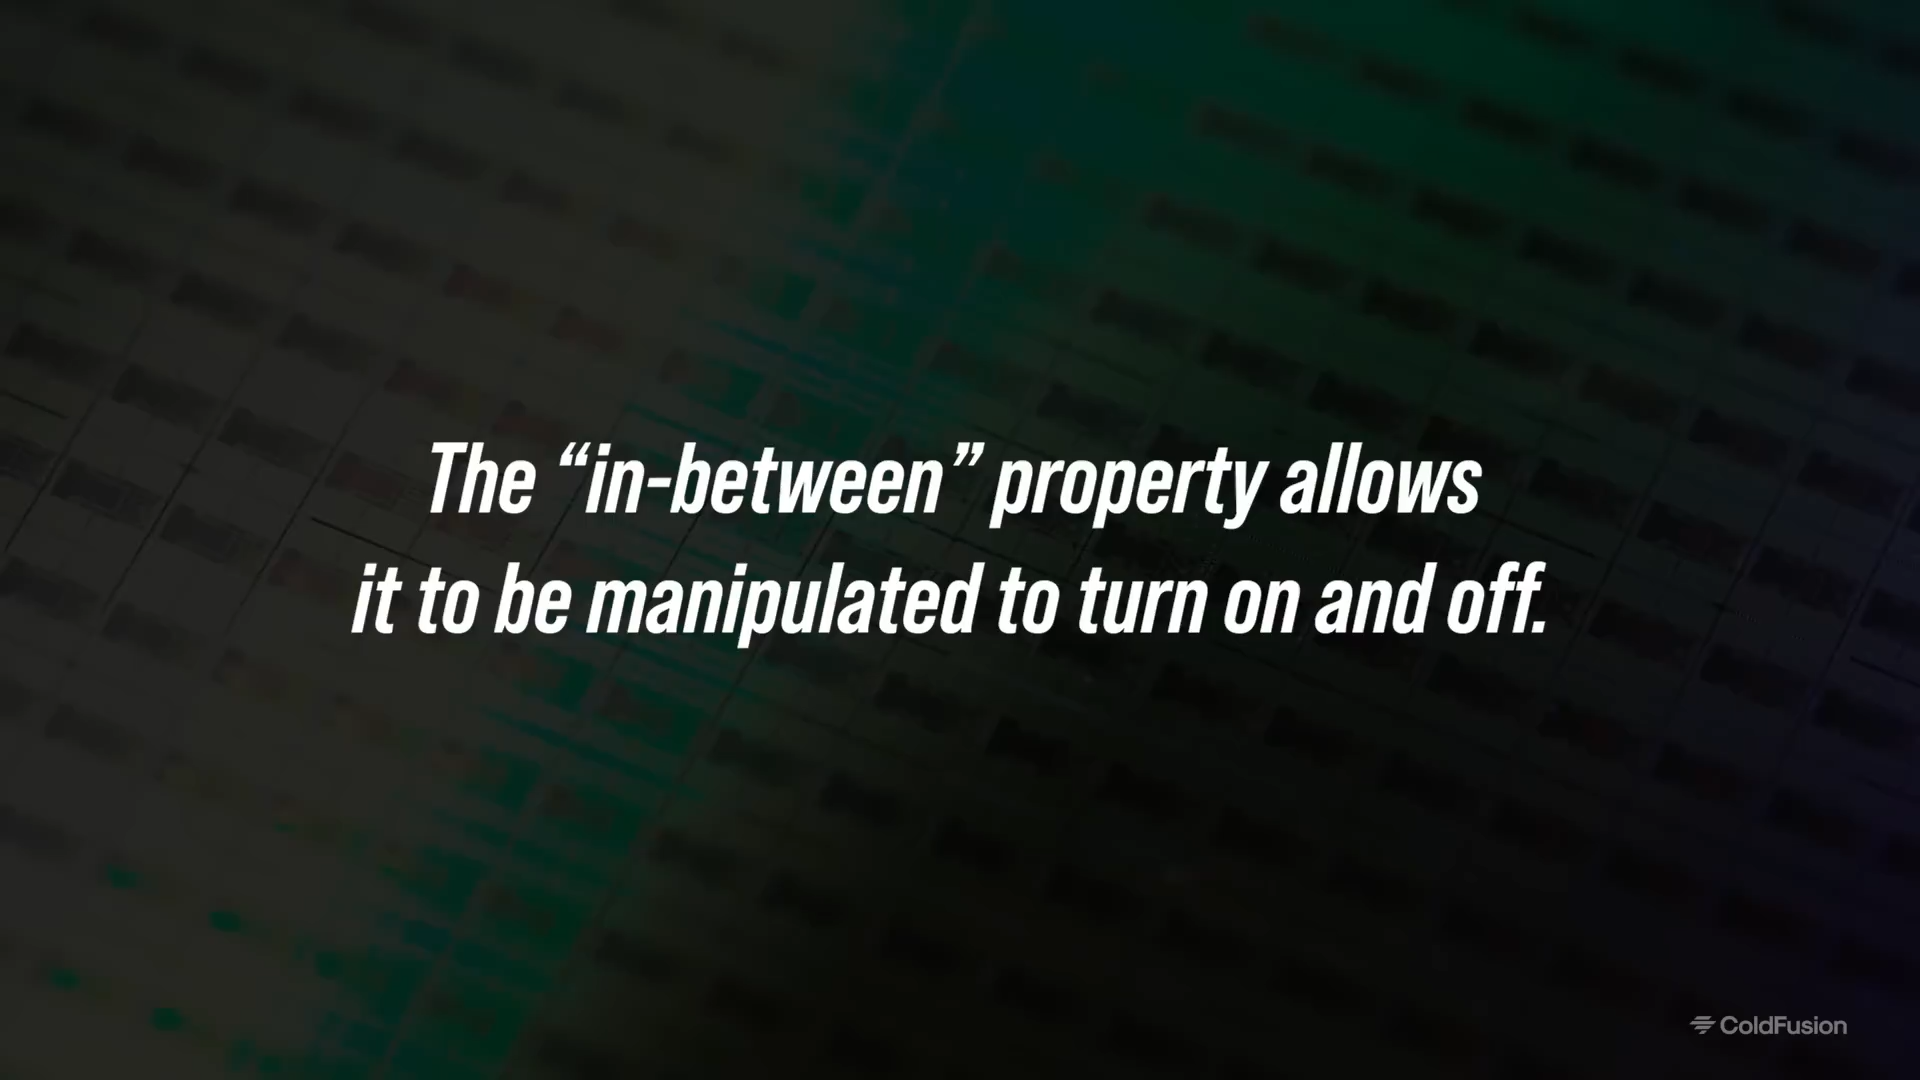 The “in-between” property allows
it to be manipulated to turn on and off.
ColdFusion